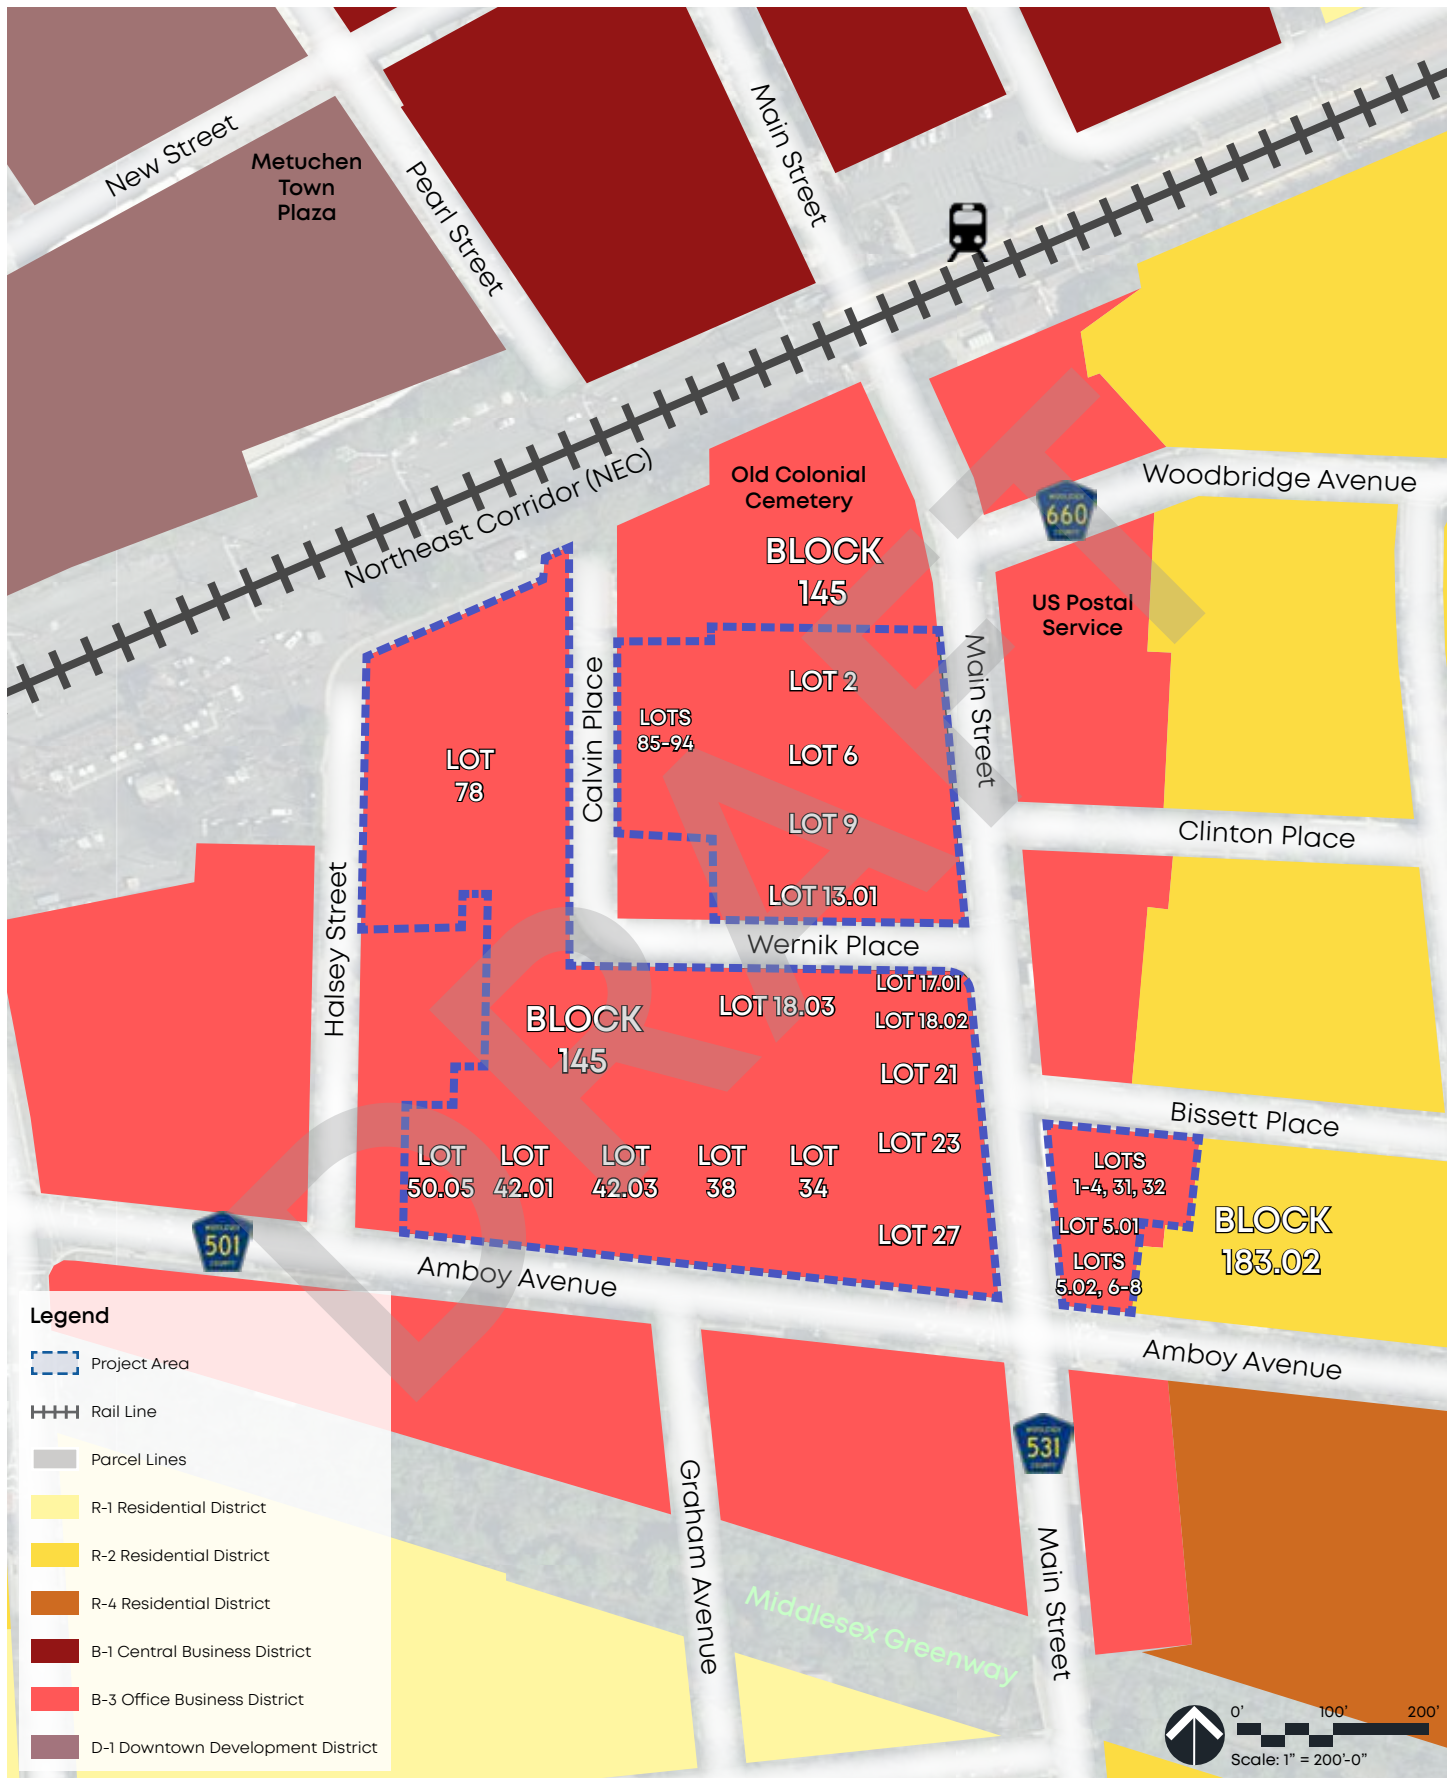 Main Street
New Street
Metuchen
Town
Plaza
Pearl Street
Northeast Corridor (NEC)
Old Colonial
Cemetery
BLOCK
145
Woodbridge Avenue
660
US Postal
Service
Main Street
Calvin Place
LOT 2
LOTS
85-94
LOT 6
LOT
78
LOT 9
LOT 13.01
Clinton Place
Halsey Street
Wernik Place
LOT 17.01
LOT 18.03
LOT 18.02
BLOCK
145
LOT 21
LOT 23
LOT
50.05
LOT
42.01
LOT
42.03
LOT
38
LOT
34
LOT 27
Bissett Place
LOTS
1-4, 31, 32
LOT 5.01
LOTS
5.02, 6-8
BLOCK
183.02
501
Amboy Avenue
Amboy Avenue
531
Graham Avenue
Main Street
Middlesex Greenway
DRAFT
Legend
Project Area
Rail Line
Parcel Lines
R-1 Residential District
R-2 Residential District
R-4 Residential District
B-1 Central Business District
B-3 Office Business District
D-1 Downtown Development District
0' 100' 200'
Scale: 1" = 200'-0"